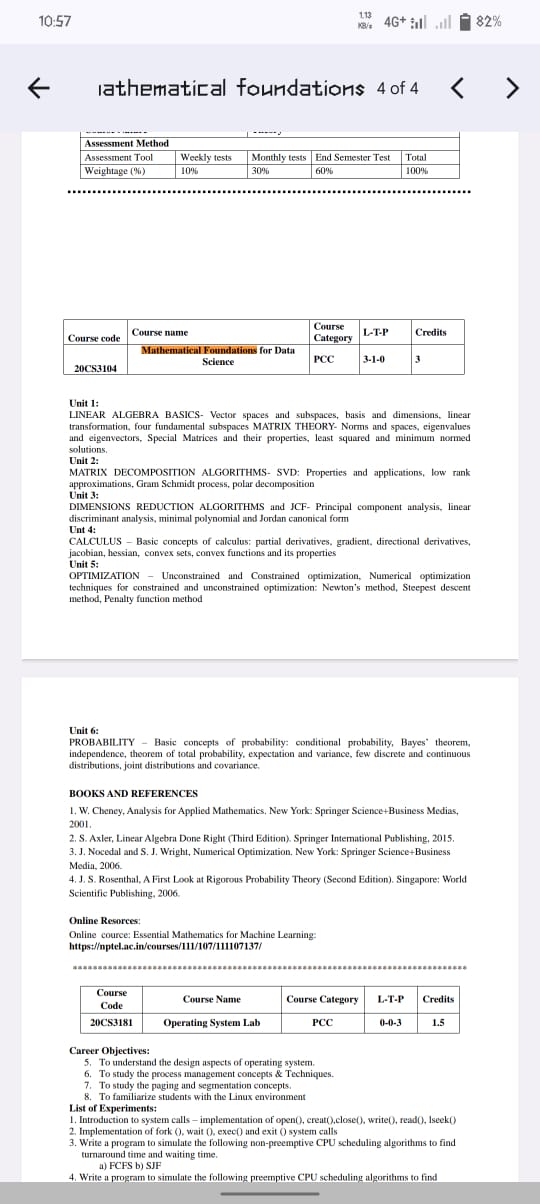 10:57
1.13
KB/s
4G+
82%
athematical foundations 4 of 4
Assessment Method
Assessment Tool Weekly tests Monthly tests End Semester Test Total
Weightage (%) 10% 30% 60% 100%
Course code Course name Course Category L-T-P Credits
20CS3104 Mathematical Foundations for Data Science PCC 3-1-0 3
Unit 1:
LINEAR ALGEBRA BASICS- Vector spaces and subspaces, basis and dimensions, linear
transformation, four fundamental subspaces MATRIX THEORY- Norms and spaces, eigenvalues
and eigenvectors, Special Matrices and their properties, least squared and minimum normed
solutions.
Unit 2:
MATRIX DECOMPOSITION ALGORITHMS- SVD: Properties and applications, low rank
approximations, Gram Schmidt process, polar decomposition
Unit 3:
DIMENSIONS REDUCTION ALGORITHMS and JCF- Principal component analysis, linear
discriminant analysis, minimal polynomial and Jordan canonical form
Unt 4:
CALCULUS – Basic concepts of calculus: partial derivatives, gradient, directional derivatives,
jacobian, hessian, convex sets, convex functions and its properties
Unit 5:
OPTIMIZATION – Unconstrained and Constrained optimization, Numerical optimization
techniques for constrained and unconstrained optimization: Newton's method, Steepest descent
method, Penalty function method
Unit 6:
PROBABILITY – Basic concepts of probability: conditional probability, Bayes' theorem,
independence, theorem of total probability, expectation and variance, few discrete and continuous
distributions, joint distributions and covariance.
BOOKS AND REFERENCES
1. W. Cheney, Analysis for Applied Mathematics. New York: Springer Science+Business Medias,
2001.
2. S. Axler, Linear Algebra Done Right (Third Edition). Springer International Publishing, 2015.
3. J. Nocedal and S. J. Wright, Numerical Optimization. New York: Springer Science+Business
Media, 2006.
4. J. S. Rosenthal, A First Look at Rigorous Probability Theory (Second Edition). Singapore: World
Scientific Publishing, 2006.
Online Resorces:
Online cource: Essential Mathematics for Machine Learning:
https://nptel.ac.in/courses/111/107/111107137/
Course Code Course Name Course Category L-T-P Credits
20CS3181 Operating System Lab PCC 0-0-3 1.5
Career Objectives:
5. To understand the design aspects of operating system.
6. To study the process management concepts & Techniques.
7. To study the paging and segmentation concepts.
8. To familiarize students with the Linux environment
List of Experiments:
1. Introduction to system calls – implementation of open(), creat(),close(), write(), read(), lseek()
2. Implementation of fork (), wait (), exec() and exit () system calls
3. Write a program to simulate the following non-preemptive CPU scheduling algorithms to find
turnaround time and waiting time.
a) FCFS b) SJF
4. Write a program to simulate the following preemptive CPU scheduling algorithms to find